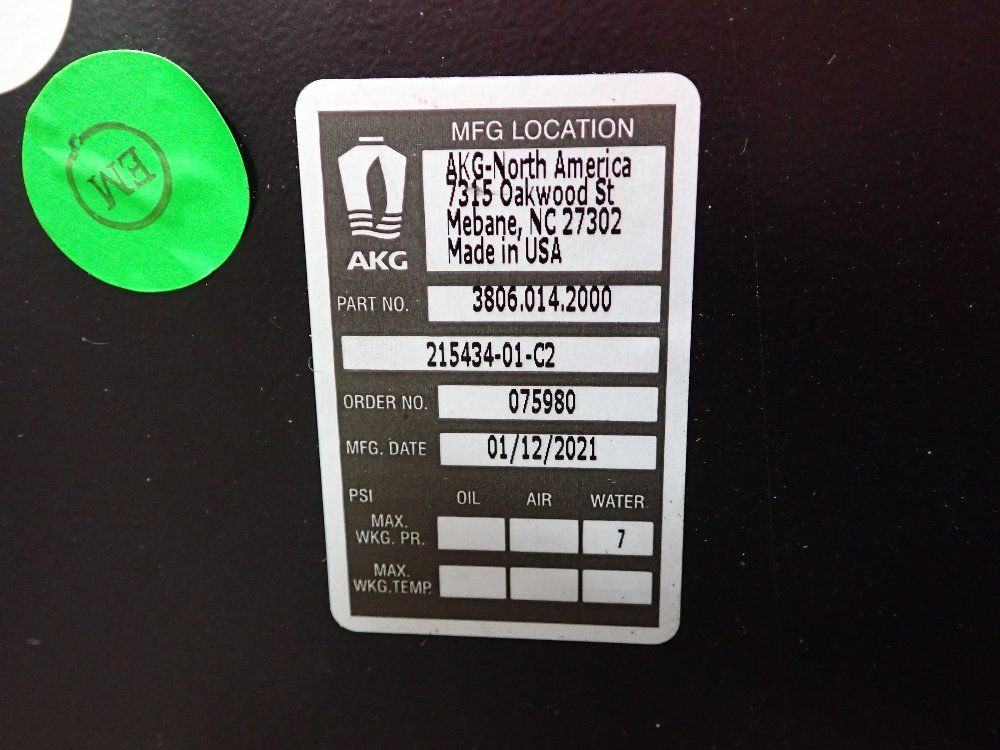 EM
MFG LOCATION
AKG
AKG-North America
7315 Oakwood St
Mebane, NC 27302
Made in USA
PART NO. 3806.014.2000
215434-01-C2
ORDER NO. 075980
MFG. DATE 01/12/2021
PSI OIL AIR WATER
MAX.
WKG. PR. 7
MAX.
WKG.TEMP.